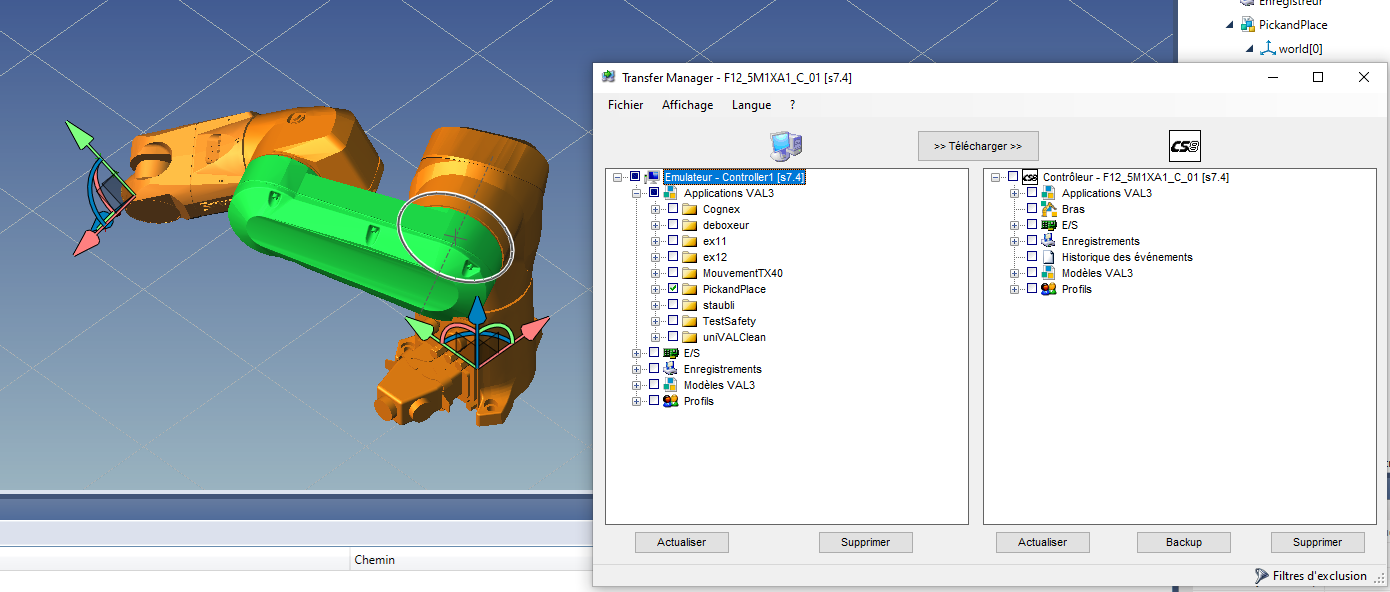 Enregistreur
PickandPlace
world[0]
Transfer Manager - F12_5M1XA1_C_01 [s7.4]
Fichier Affichage Langue ?
>> Télécharger >>
CS8
Emulateur - Controller1 [s7.4]
Applications VAL3
Cognex
deboxeur
ex11
ex12
MouvementTX40
PickandPlace
staubli
TestSafety
uniVALClean
E/S
Enregistrements
Modèles VAL3
Profils
CS8
Contrôleur - F12_5M1XA1_C_01 [s7.4]
Applications VAL3
Bras
E/S
Enregistrements
Historique des événements
Modèles VAL3
Profils
Actualiser Supprimer Actualiser Backup Supprimer
Filtres d'exclusion
Chemin